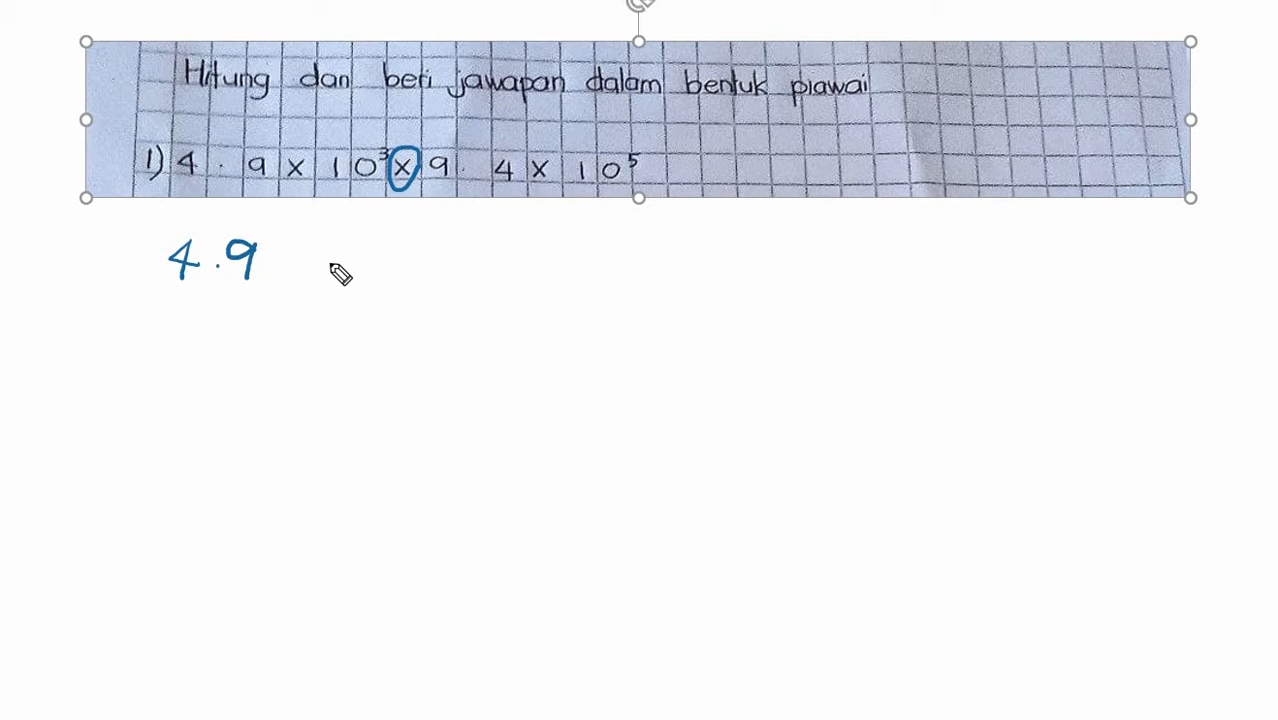 Hitung dan beri jawapan dalam bentuk piawai
1) 4.9 x 10³ x 9.4 x 10⁵
4.9